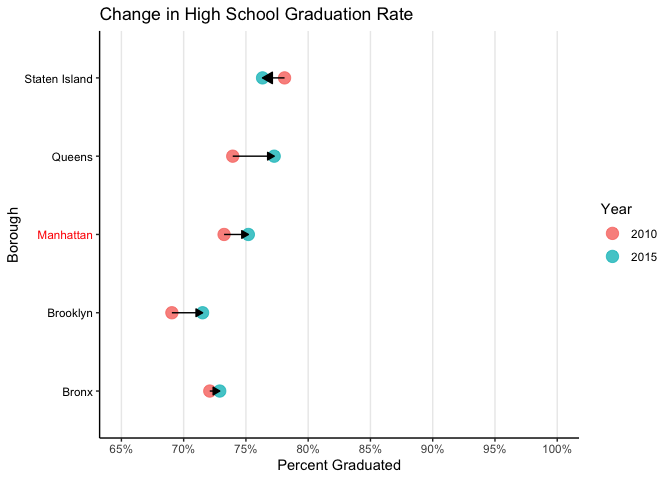 Change in High School Graduation Rate
Staten Island
Queens
Manhattan
Brooklyn
Bronx
Borough
65% 70% 75% 80% 85% 90% 95% 100%
Percent Graduated
Year
2010
2015